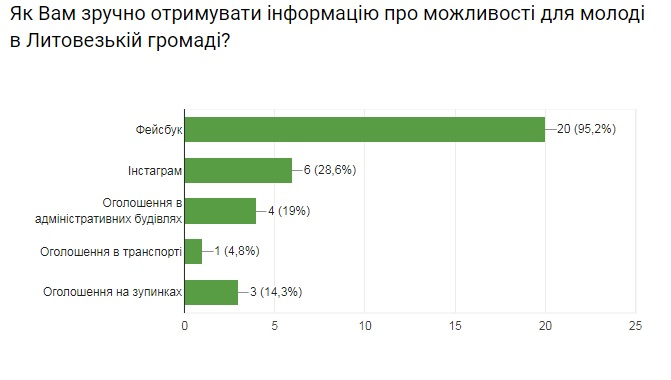 Як Вам зручно отримувати інформацію про можливості для молоді
в Литовезькій громаді?
Фейсбук
20 (95,2%)
Інстаграм
6 (28,6%)
Оголошення в
адміністративних будівлях
4 (19%)
Оголошення в транспорті
1 (4,8%)
Оголошення на зупинках
3 (14,3%)
0
5
10
15
20
25